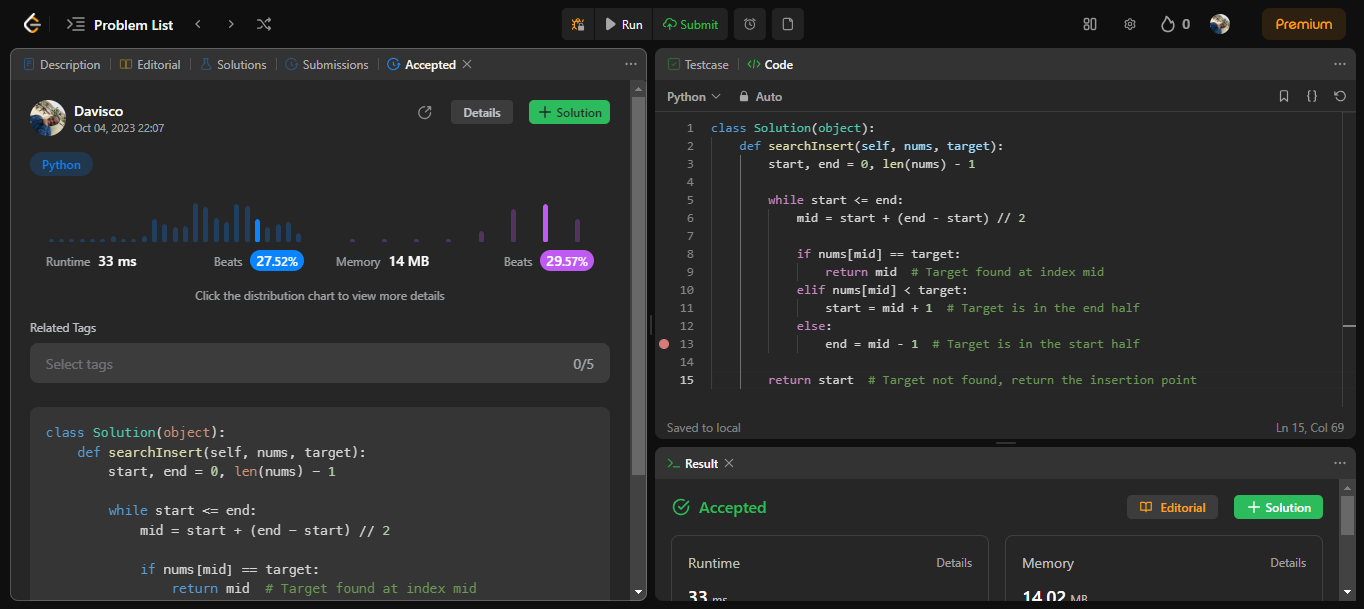 Problem List
Run
Submit
0
Premium
Description
Editorial
Solutions
Submissions
Accepted
Davisco
Oct 04, 2023 22:07
Details
Solution
Python
Runtime 33 ms
Beats 27.52%
Memory 14 MB
Beats 29.57%
Click the distribution chart to view more details
Related Tags
Select tags
0/5
class Solution(object):
def searchInsert(self, nums, target):
start, end = 0, len(nums) - 1
while start <= end:
mid = start + (end - start) // 2
if nums[mid] == target:
return mid # Target found at index mid
Testcase
Code
Python
Auto
1 class Solution(object):
2 def searchInsert(self, nums, target):
3 start, end = 0, len(nums) - 1
4
5 while start <= end:
6 mid = start + (end - start) // 2
7
8 if nums[mid] == target:
9 return mid # Target found at index mid
10 elif nums[mid] < target:
11 start = mid + 1 # Target is in the end half
12 else:
13 end = mid - 1 # Target is in the start half
14
15 return start # Target not found, return the insertion point
Saved to local
Ln 15, Col 69
Result
Accepted
Editorial
Solution
Runtime
Details
33 ms
Memory
Details
14.02 MB